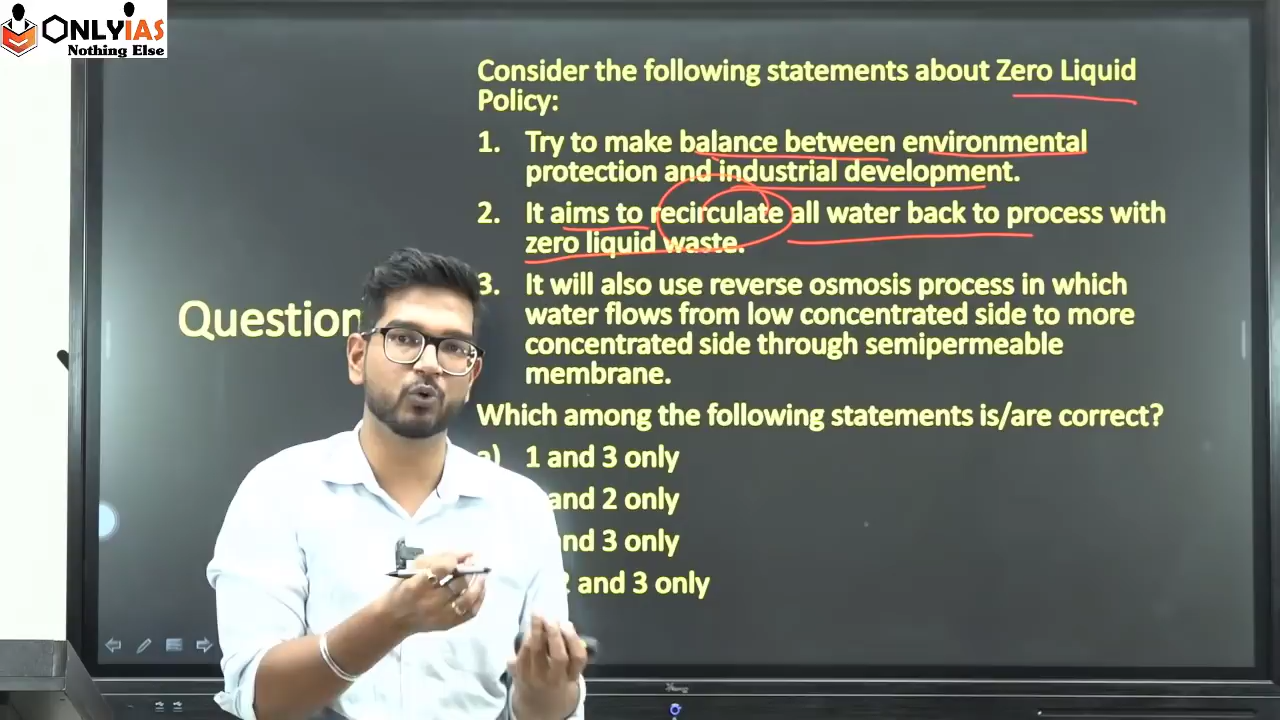 ONLYIAS
Nothing Else
Consider the following statements about Zero Liquid
Policy:
1. Try to make balance between environmental
protection and industrial development.
2. It aims to recirculate all water back to process with
zero liquid waste.
3. It will also use reverse osmosis process in which
water flows from low concentrated side to more
concentrated side through semipermeable
membrane.
Question
Which among the following statements is/are correct?
a) 1 and 3 only
and 2 only
and 3 only
2 and 3 only